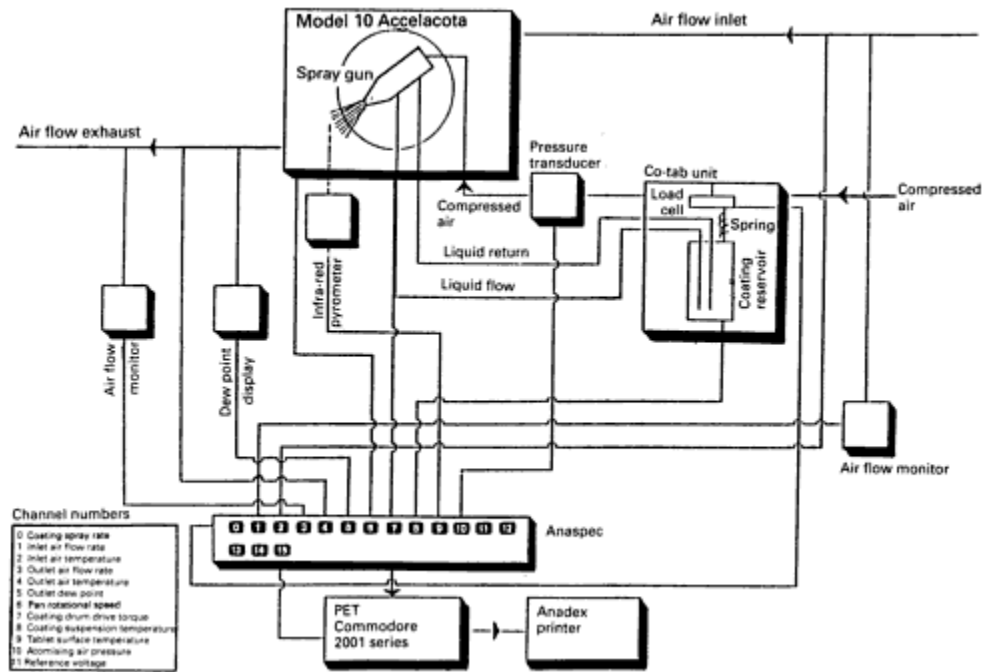 Model 10 Accelacota
Air flow inlet
Spray gun
Air flow exhaust
Pressure
transducer
Co-tab unit
Load
cell
Compressed
air
Compressed
air
Spring
Liquid return
Coating
reservoir
Liquid flow
Infra-red
pyrometer
Air flow
monitor
Dew point
display
Air flow monitor
Channel numbers
0 Coating spray rate
1 Inlet air flow rate
2 Inlet air temperature
3 Outlet air flow rate
4 Outlet air temperature
5 Outlet dew point
6 Pan rotational speed
7 Coating drum drive torque
8 Coating suspension temperature
9 Tablet surface temperature
10 Atomising air pressure
11 Reference voltage
0 1 2 3 4 5 6 7 8 9 10 11 12
13 14 15
Anaspec
PET
Commodore
2001 series
Anadex
printer